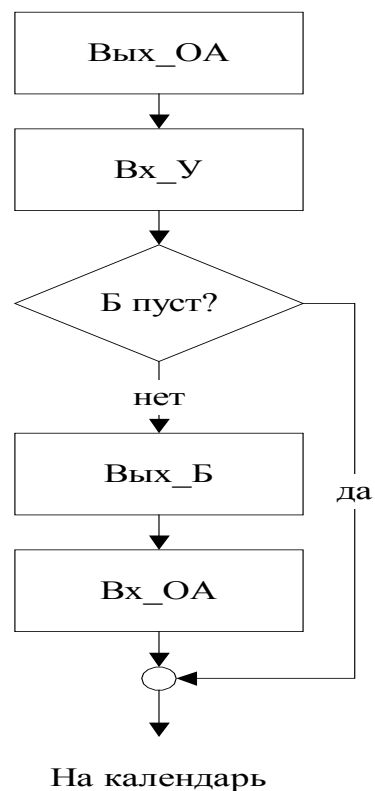 Вых_ОА
Вх_У
Б пуст?
нет
Вых_Б
да
Вх_ОА
На календарь